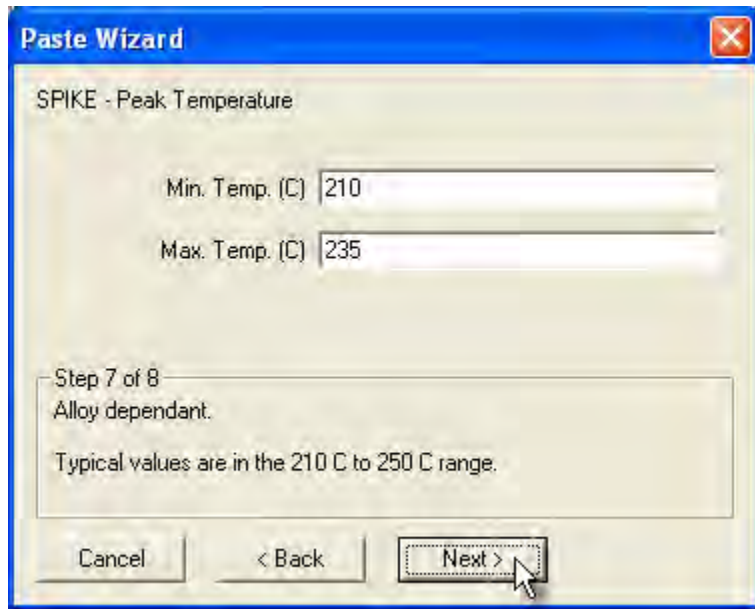 Paste Wizard
SPIKE - Peak Temperature
Min. Temp. (C) 210
Max. Temp. (C) 235
Step 7 of 8
Alloy dependant.
Typical values are in the 210 C to 250 C range.
Cancel < Back Next >